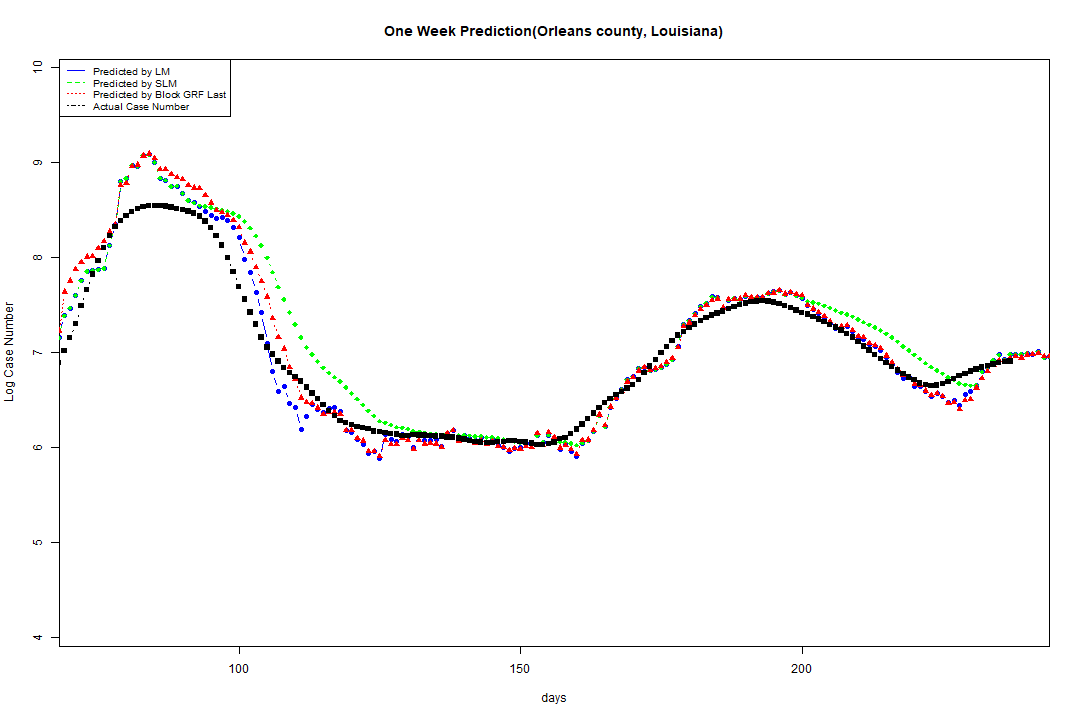 One Week Prediction(Orleans county, Louisiana)
Predicted by LM
Predicted by SLM
Predicted by Block GRF Last
Actual Case Number
10
9
8
7
6
5
4
Log Case Number
100 150 200
days